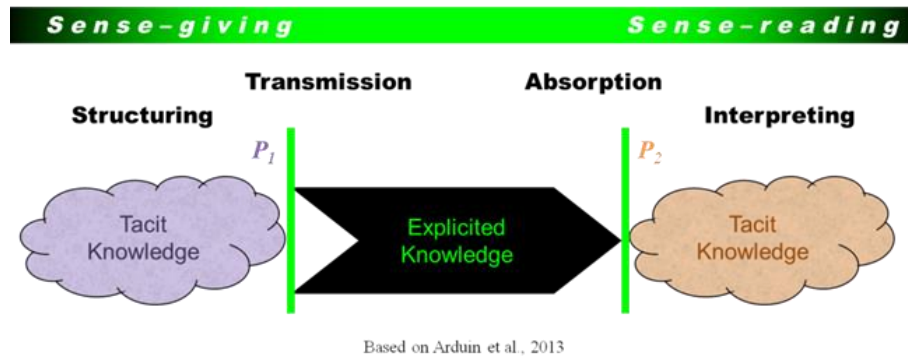 Sense-giving Sense-reading
Transmission Absorption
Structuring Interpreting
P1 P2
Tacit
Knowledge
Explicited
Knowledge
Tacit
Knowledge
Based on Arduin et al., 2013